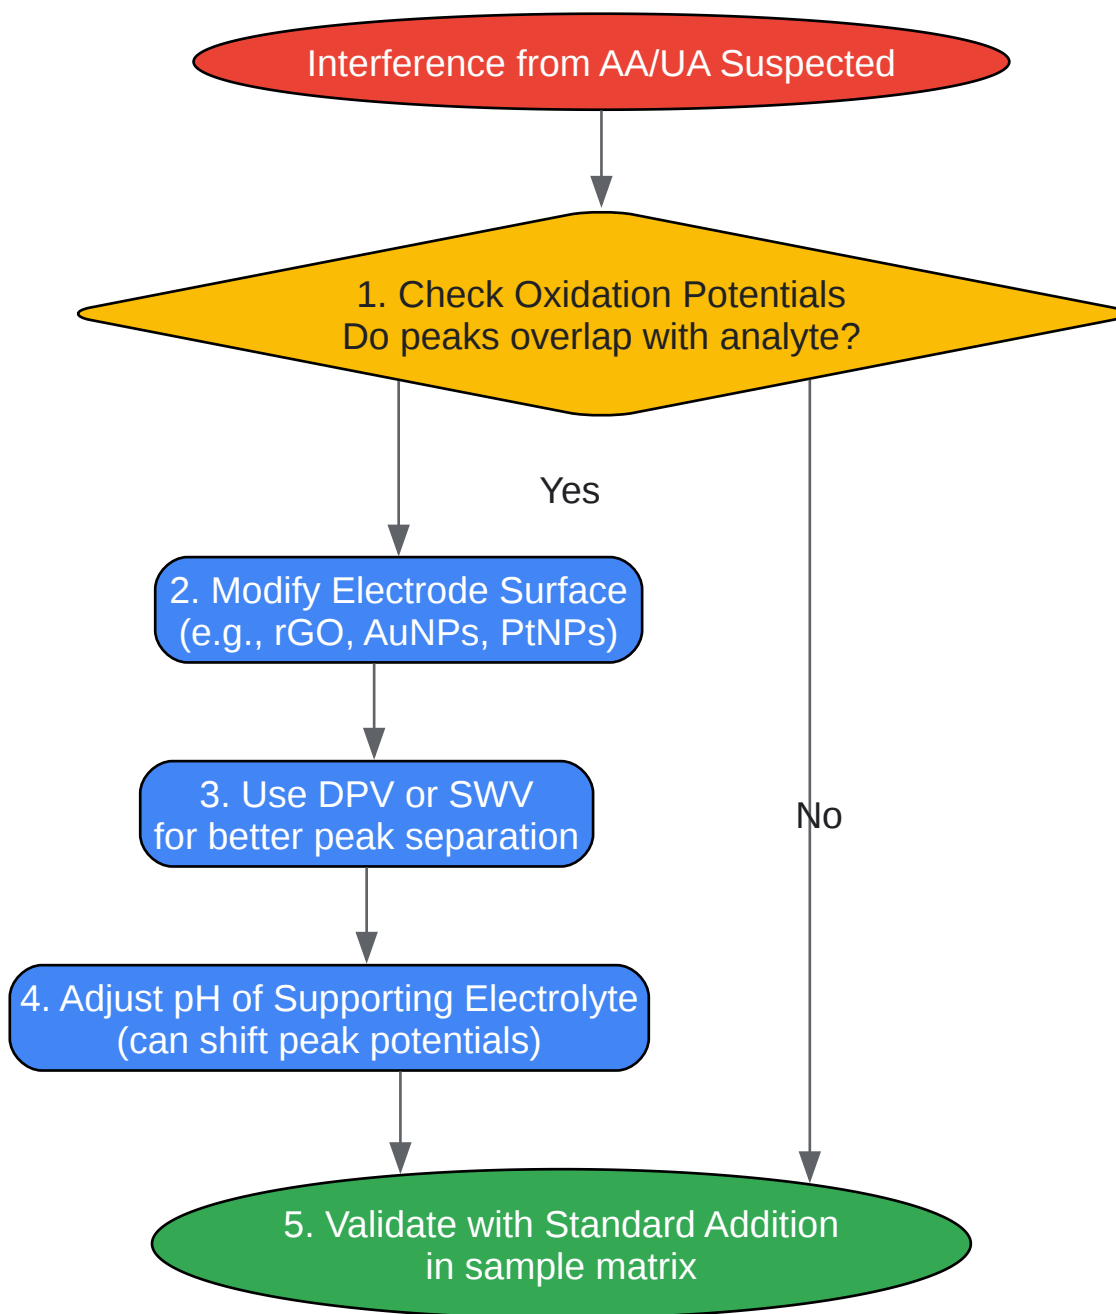 Interference from AA/UA Suspected
1. Check Oxidation Potentials
Do peaks overlap with analyte?
Yes
2. Modify Electrode Surface
(e.g., rGO, AuNPs, PtNPs)
3. Use DPV or SWV
for better peak separation
No
4. Adjust pH of Supporting Electrolyte
(can shift peak potentials)
5. Validate with Standard Addition
in sample matrix